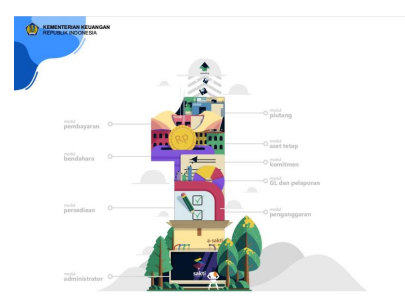 KEMENTERIAN KEUANGAN
REPUBLIK INDONESIA
modul
pembayaran
modul
bendahara
modul
persediaan
modul
administrator
modul
piutang
modul
aset tetap
modul
komitmen
modul
GL dan pelaporan
modul
penganggaran
Rp
sakti
sakti